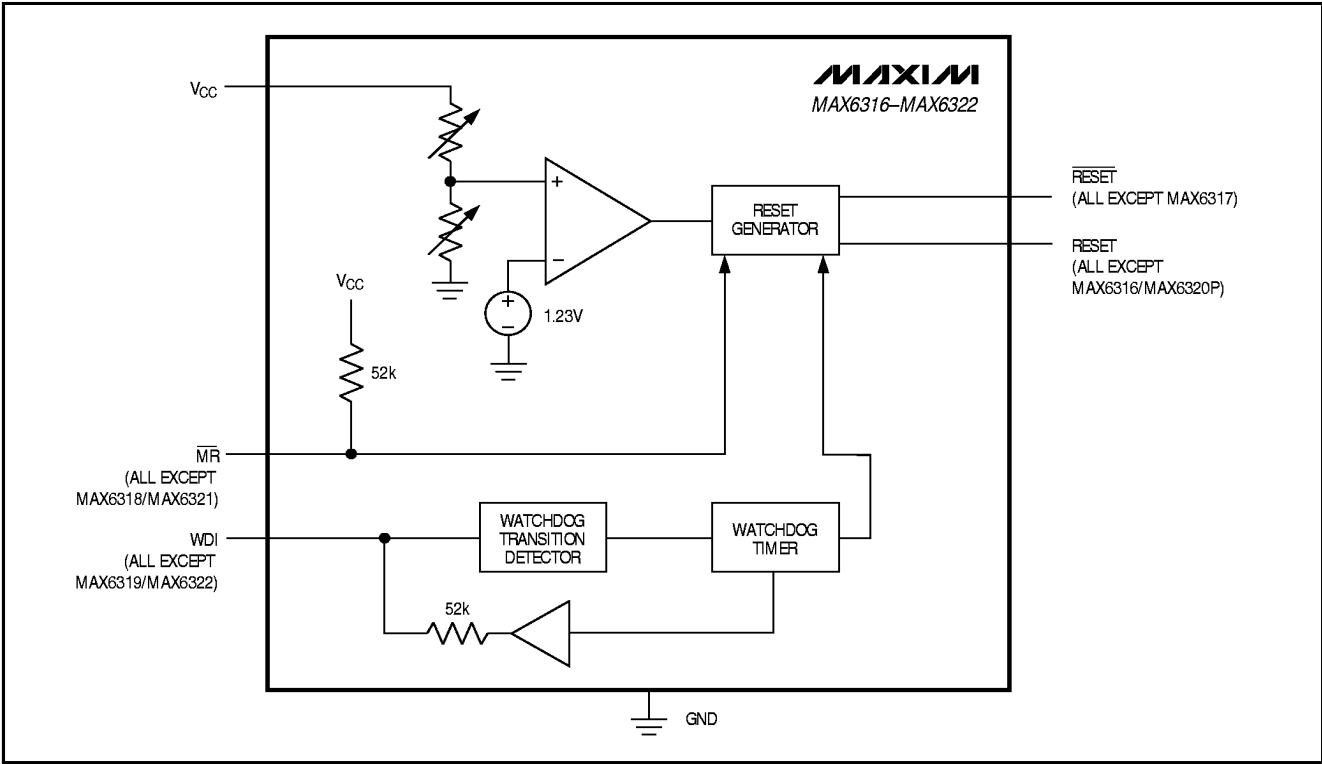 MAXIM
MAX6316–MAX6322
VCC
+
−
RESET
GENERATOR
RESET
(ALL EXCEPT MAX6317)
RESET
(ALL EXCEPT
MAX6316/MAX6320P)
VCC
+
−
1.23V
52k
MR
(ALL EXCEPT
MAX6318/MAX6321)
WDI
(ALL EXCEPT
MAX6319/MAX6322)
WATCHDOG
TRANSITION
DETECTOR
WATCHDOG
TIMER
52k
GND